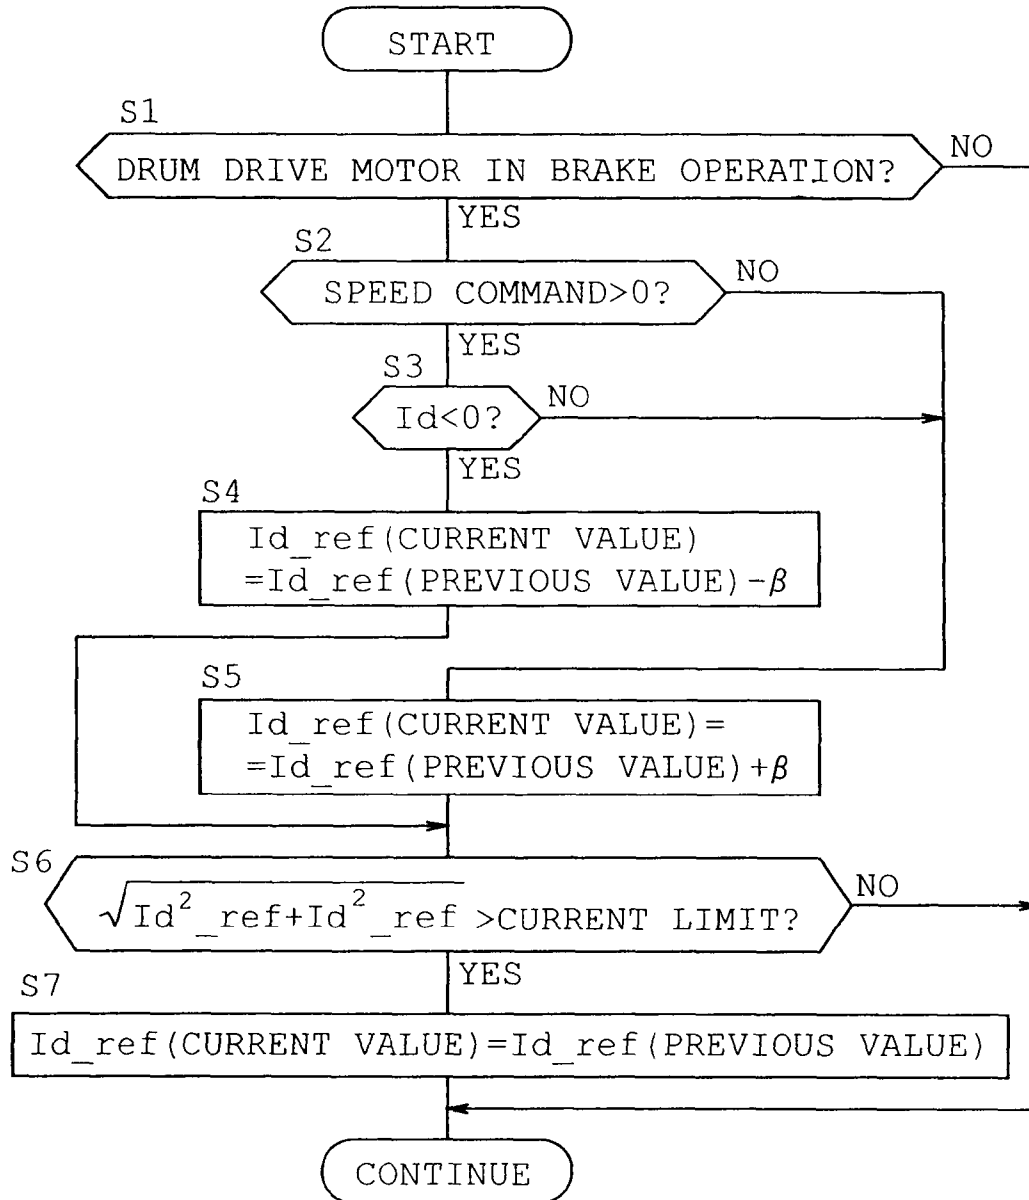 START
S1
DRUM DRIVE MOTOR IN BRAKE OPERATION?
NO
YES
S2
SPEED COMMAND>0?
NO
YES
S3
Id<0?
NO
YES
S4
Id_ref(CURRENT VALUE)
=Id_ref(PREVIOUS VALUE)-β
S5
Id_ref(CURRENT VALUE)=
=Id_ref(PREVIOUS VALUE)+β
S6
√Id²_ref+Id²_ref >CURRENT LIMIT?
NO
YES
S7
Id_ref(CURRENT VALUE)=Id_ref(PREVIOUS VALUE)
CONTINUE